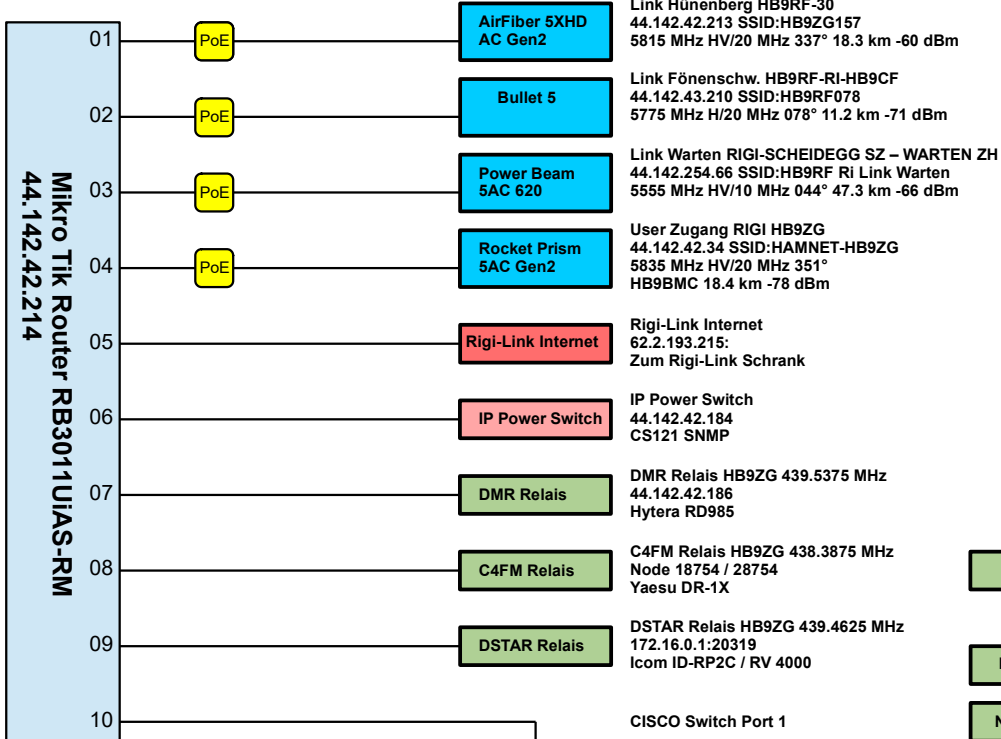 Mikro Tik Router RB3011UiAS-RM
44.142.42.214
01
PoE
AirFiber 5XHD
AC Gen2
Link Hünenberg HB9RF-30
44.142.42.213 SSID:HB9ZG157
5815 MHz HV/20 MHz 337° 18.3 km -60 dBm
02
PoE
Bullet 5
Link Fönenschw. HB9RF-RI-HB9CF
44.142.43.210 SSID:HB9RF078
5775 MHz H/20 MHz 078° 11.2 km -71 dBm
03
PoE
Power Beam
5AC 620
Link Warten RIGI-SCHEIDEGG SZ – WARTEN ZH
44.142.254.66 SSID:HB9RF Ri Link Warten
5555 MHz HV/10 MHz 044° 47.3 km -66 dBm
04
PoE
Rocket Prism
5AC Gen2
User Zugang RIGI HB9ZG
44.142.42.34 SSID:HAMNET-HB9ZG
5835 MHz HV/20 MHz 351°
HB9BMC 18.4 km -78 dBm
05
Rigi-Link Internet
Rigi-Link Internet
62.2.193.215:
Zum Rigi-Link Schrank
06
IP Power Switch
IP Power Switch
44.142.42.184
CS121 SNMP
07
DMR Relais
DMR Relais HB9ZG 439.5375 MHz
44.142.42.186
Hytera RD985
08
C4FM Relais
C4FM Relais HB9ZG 438.3875 MHz
Node 18754 / 28754
Yaesu DR-1X
09
DSTAR Relais
DSTAR Relais HB9ZG 439.4625 MHz
172.16.0.1:20319
Icom ID-RP2C / RV 4000
10
CISCO Switch Port 1
N